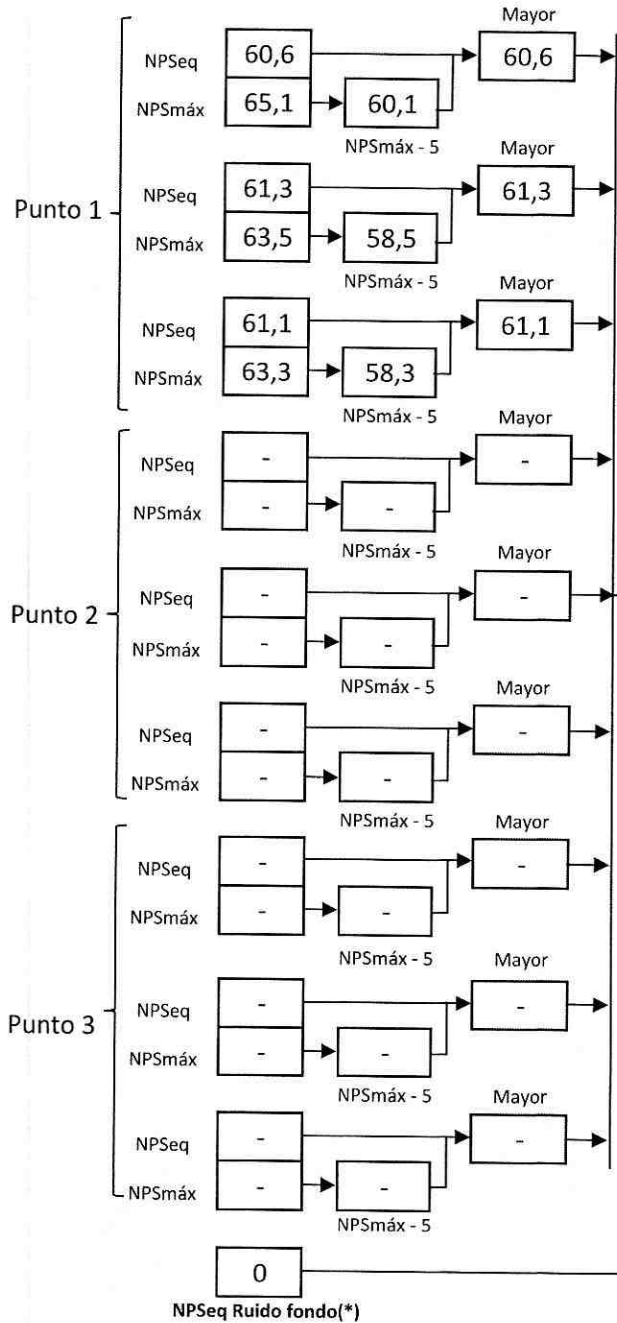 Mayor
NPSeq 60,6 60,6
NPSmáx 65,1 60,1
NPSmáx - 5
Mayor
Punto 1
NPSeq 61,3 61,3
NPSmáx 63,5 58,5
NPSmáx - 5
Mayor
NPSeq 61,1 61,1
NPSmáx 63,3 58,3
NPSmáx - 5
Mayor
NPSeq - -
NPSmáx - -
NPSmáx - 5
Mayor
Punto 2
NPSeq - -
NPSmáx - -
NPSmáx - 5
Mayor
NPSeq - -
NPSmáx - -
NPSmáx - 5
Mayor
NPSeq - -
NPSmáx - -
NPSmáx - 5
Mayor
Punto 3
NPSeq - -
NPSmáx - -
NPSmáx - 5
Mayor
NPSeq - -
NPSmáx - -
NPSmáx - 5
0
NPSeq Ruido fondo(*)